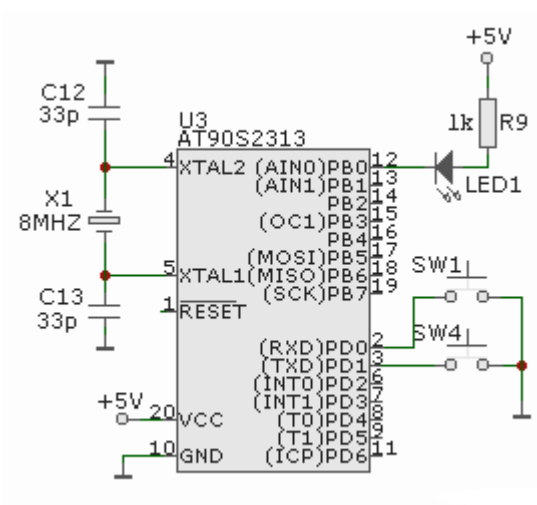 +5V
C12
33p
1k
R9
U3
AT90S2313
4
XTAL2
(AIN0)PB0
12
(AIN1)PB1
13
LED1
PB2
14
X1
8MHZ
(OC1)PB3
15
PB4
16
(MOSI)PB5
17
5
XTAL1
(MISO)PB6
18
SW1
(SCK)PB7
19
C13
33p
1
RESET
SW4
(RXD)PD0
2
(TXD)PD1
3
(INT0)PD2
6
(INT1)PD3
7
+5V
20
VCC
(T0)PD4
8
(T1)PD5
9
10
GND
(ICP)PD6
11